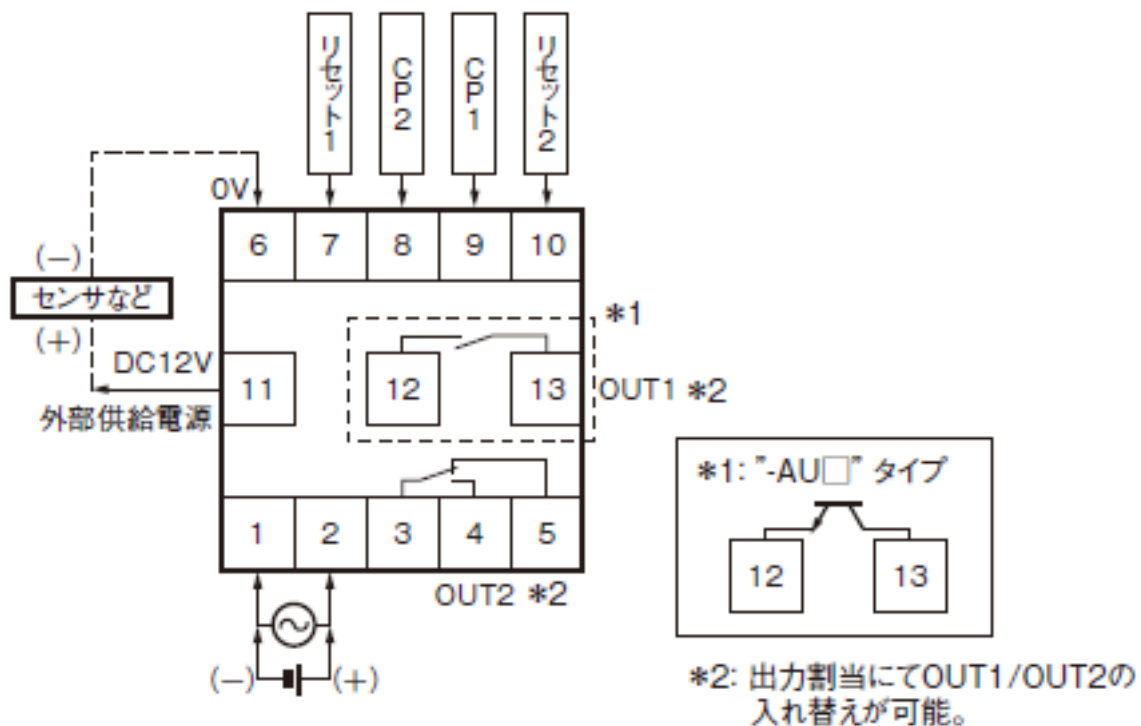 リセット1
CP2
CP1
リセット2
0V
6 7 8 9 10
(−)
センサなど
(+)
*1
DC12V
11 12 13 OUT1 *2
外部供給電源
1 2 3 4 5
OUT2 *2
(−) (+)
*1: "-AU□" タイプ
12 13
*2: 出力割当にてOUT1/OUT2の
入れ替えが可能。